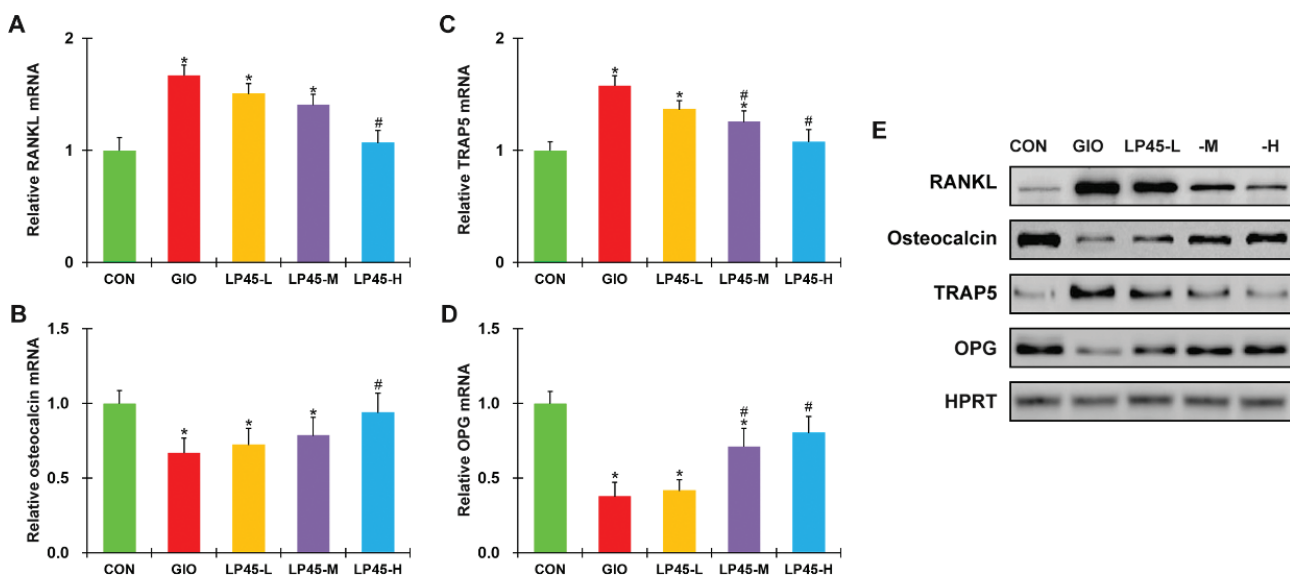 A
Relative RANKL mRNA
2
1
0
*
*
*
#
CON GIO LP45-L LP45-M LP45-H
B
Relative osteocalcin mRNA
1.5
1.0
0.5
0.0
*
*
*
#
CON GIO LP45-L LP45-M LP45-H
C
Relative TRAP5 mRNA
2
1
0
*
*
#
*
#
CON GIO LP45-L LP45-M LP45-H
D
Relative OPG mRNA
1.5
1.0
0.5
0.0
*
*
#
*
#
CON GIO LP45-L LP45-M LP45-H
E
CON GIO LP45-L -M -H
RANKL
Osteocalcin
TRAP5
OPG
HPRT